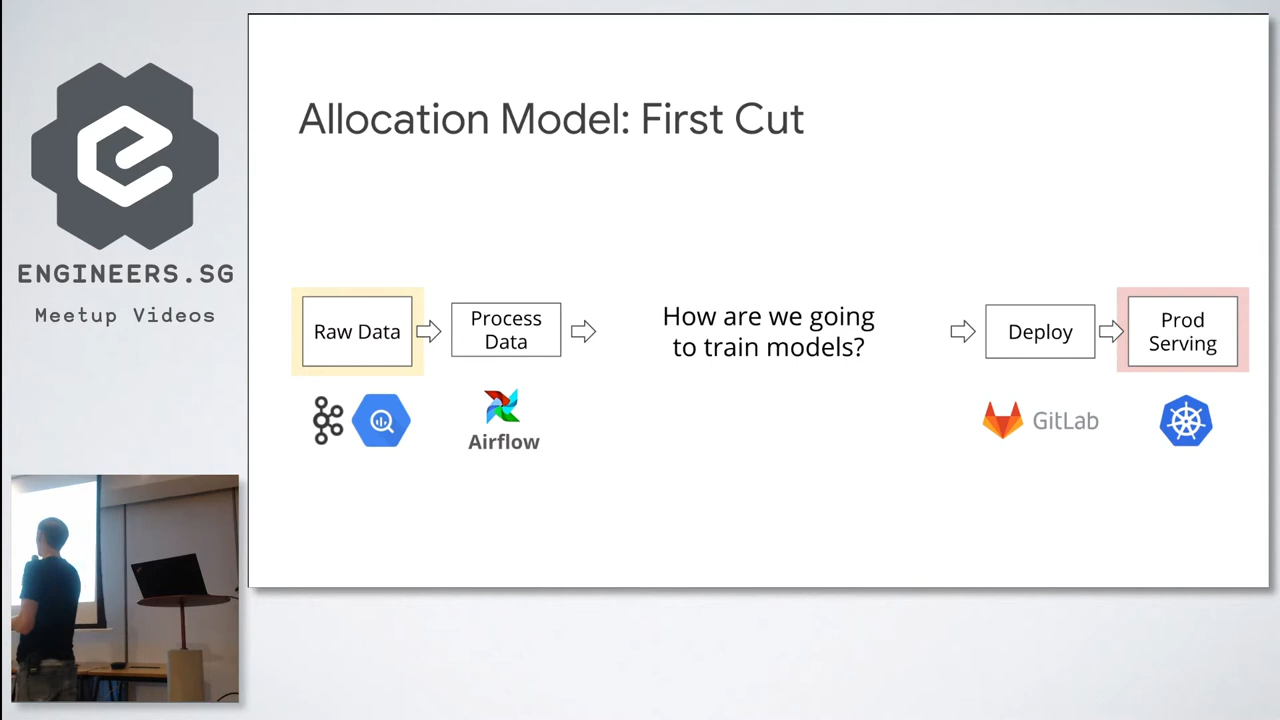 ENGINEERS.SG
Meetup Videos
Allocation Model: First Cut
Raw Data
Process
Data
Airflow
How are we going
to train models?
Deploy
GitLab
Prod
Serving